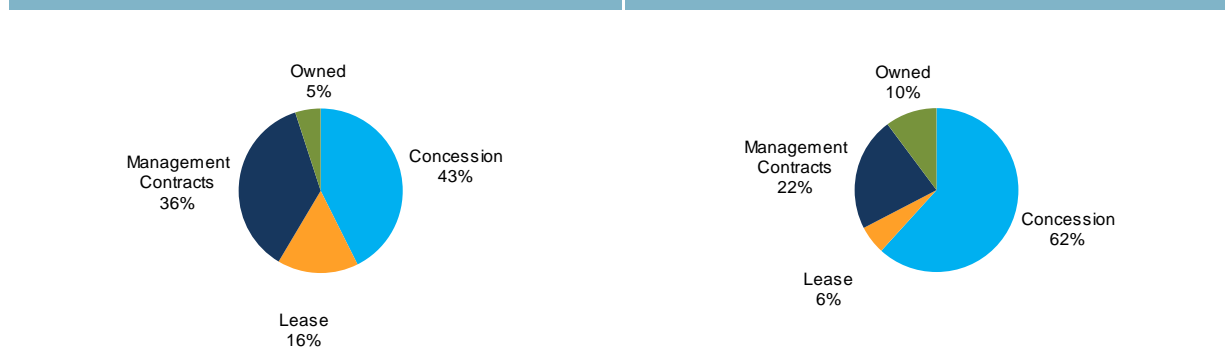 Owned
5%
Management
Contracts
36%
Concession
43%
Lease
16%
Owned
10%
Management
Contracts
22%
Concession
62%
Lease
6%